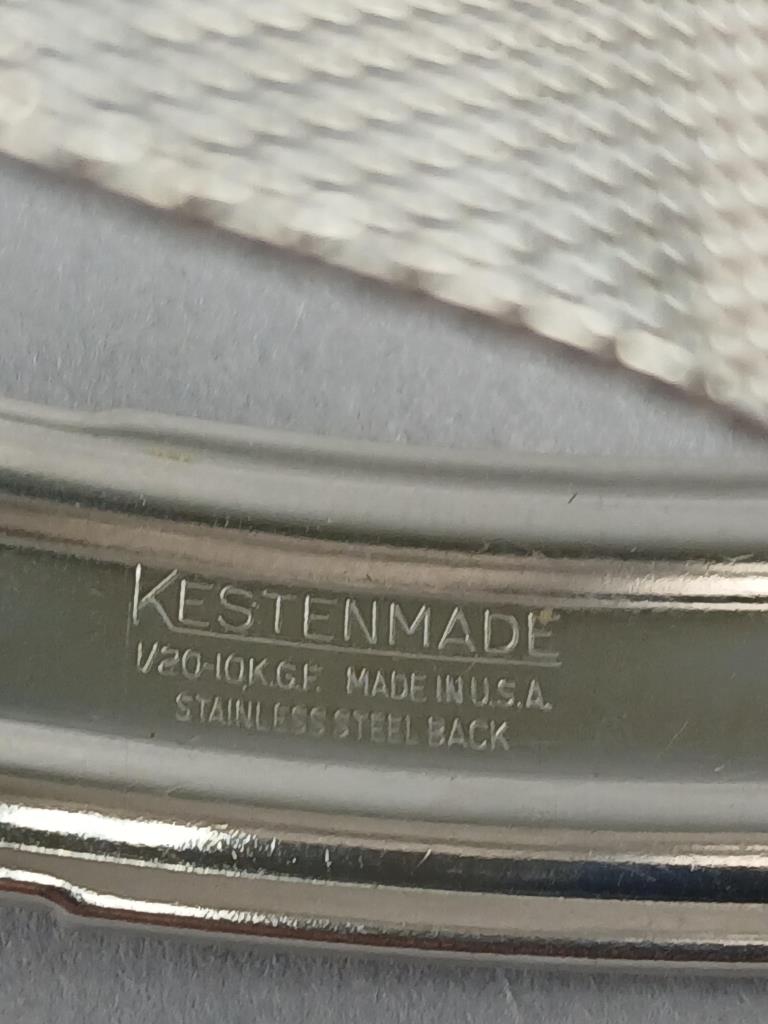 KESTENMADE
1/20-10K.G.F. MADE IN U.S.A.
STAINLESS STEEL BACK